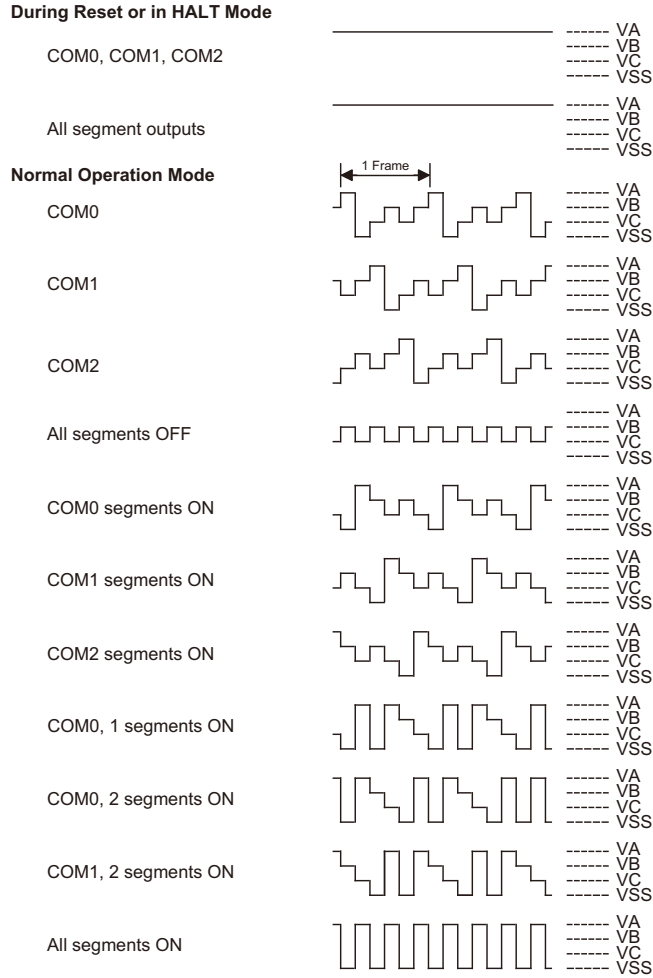 During Reset or in HALT Mode
COM0, COM1, COM2
VA
VB
VC
VSS
All segment outputs
VA
VB
VC
VSS
Normal Operation Mode
1 Frame
COM0
VA
VB
VC
VSS
COM1
VA
VB
VC
VSS
COM2
VA
VB
VC
VSS
All segments OFF
VA
VB
VC
VSS
COM0 segments ON
VA
VB
VC
VSS
COM1 segments ON
VA
VB
VC
VSS
COM2 segments ON
VA
VB
VC
VSS
COM0, 1 segments ON
VA
VB
VC
VSS
COM0, 2 segments ON
VA
VB
VC
VSS
COM1, 2 segments ON
VA
VB
VC
VSS
All segments ON
VA
VB
VC
VSS